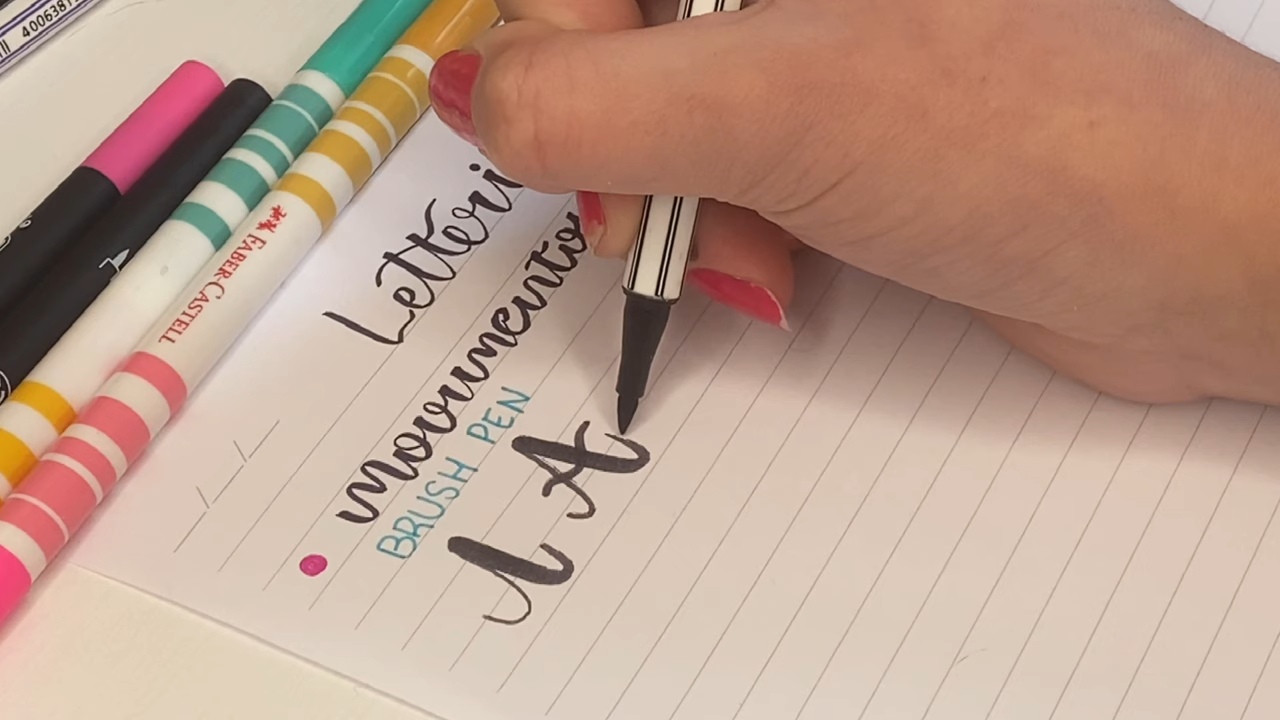 Letteri
movimento
BRUSH PEN
A A
FABER-CASTELL